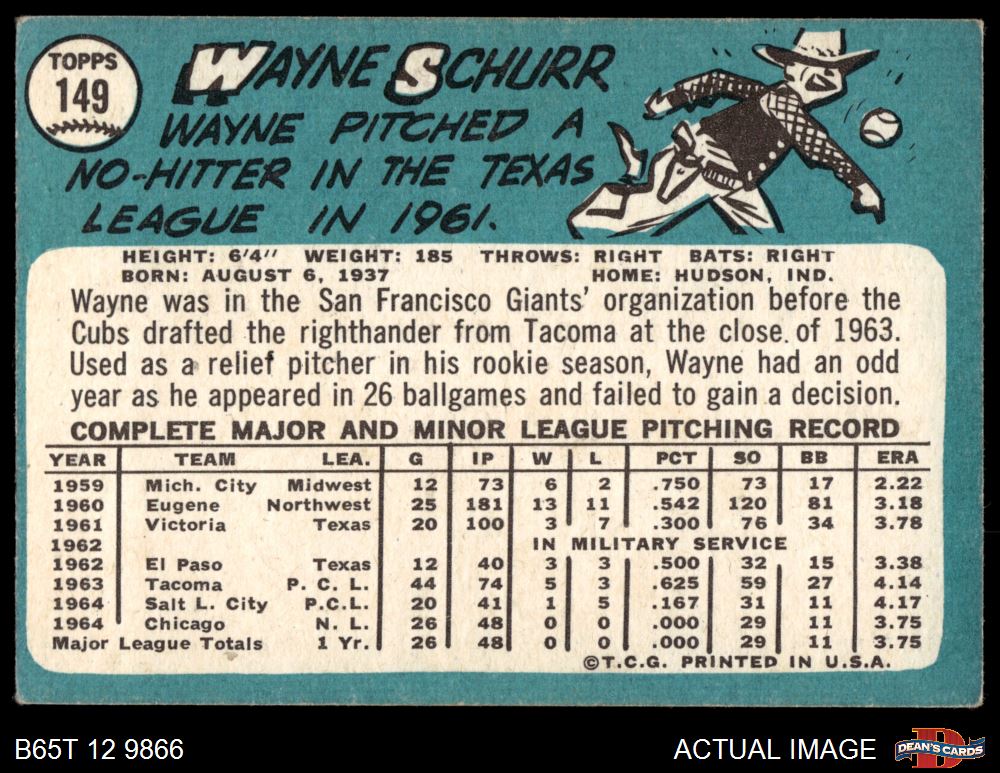 TOPPS
149
WAYNE SCHURR
WAYNE PITCHED A
NO-HITTER IN THE TEXAS
LEAGUE IN 1961.
HEIGHT: 6'4" WEIGHT: 185 THROWS: RIGHT BATS: RIGHT
BORN: AUGUST 6, 1937 HOME: HUDSON, IND.
Wayne was in the San Francisco Giants' organization before the
Cubs drafted the righthander from Tacoma at the close of 1963.
Used as a relief pitcher in his rookie season, Wayne had an odd
year as he appeared in 26 ballgames and failed to gain a decision.
COMPLETE MAJOR AND MINOR LEAGUE PITCHING RECORD
YEAR TEAM LEA. G IP W L PCT SO BB ERA
1959 Mich. City Midwest 12 73 6 2 .750 73 17 2.22
1960 Eugene Northwest 25 181 13 11 .542 120 81 3.18
1961 Victoria Texas 20 100 3 7 .300 76 34 3.78
1962 IN MILITARY SERVICE
1962 El Paso Texas 12 40 3 3 .500 32 15 3.38
1963 Tacoma P. C. L. 44 74 5 3 .625 59 27 4.14
1964 Salt L. City P.C.L. 20 41 1 5 .167 31 11 4.17
1964 Chicago N. L. 26 48 0 0 .000 29 11 3.75
Major League Totals 1 Yr. 26 48 0 0 .000 29 11 3.75
©T.C.G. PRINTED IN U.S.A.
B65T 12 9866
ACTUAL IMAGE
D
DEAN'S CARDS